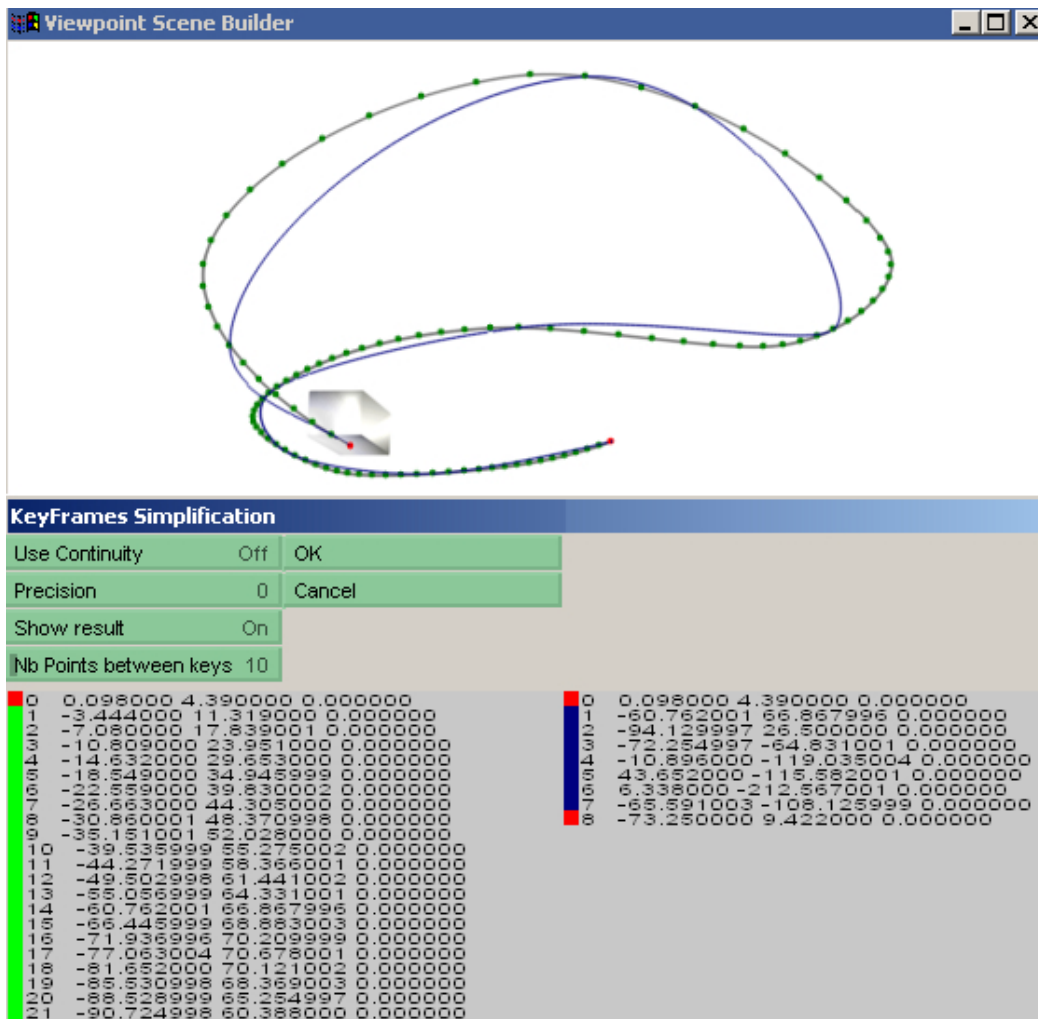 Viewpoint Scene Builder
KeyFrames Simplification
Use Continuity Off OK
Precision 0 Cancel
Show result On
Nb Points between keys 10
0 0.098000 4.390000 0.000000
1 -3.444000 11.319000 0.000000
2 -7.080000 17.839001 0.000000
3 -10.809000 23.951000 0.000000
4 -14.632000 29.653000 0.000000
5 -18.549000 34.945999 0.000000
6 -22.559000 39.830002 0.000000
7 -26.663000 44.305000 0.000000
8 -30.860001 48.370998 0.000000
9 -35.151001 52.028000 0.000000
10 -39.535999 55.275002 0.000000
11 -44.271999 58.366001 0.000000
12 -49.502998 61.441002 0.000000
13 -55.056999 64.331001 0.000000
14 -60.762001 66.867996 0.000000
15 -66.445999 68.883003 0.000000
16 -71.936996 70.209999 0.000000
17 -77.063004 70.678001 0.000000
18 -81.652000 70.121002 0.000000
19 -85.530998 68.369003 0.000000
20 -88.528999 65.254997 0.000000
21 -90.724998 60.388000 0.000000
0 0.098000 4.390000 0.000000
1 -60.762001 66.867996 0.000000
2 -94.129997 26.500000 0.000000
3 -72.254997 -64.831001 0.000000
4 -10.896000 -119.035004 0.000000
5 43.652000 -115.582001 0.000000
6 6.338000 -212.567001 0.000000
7 -65.591003 -108.125999 0.000000
8 -73.250000 9.422000 0.000000